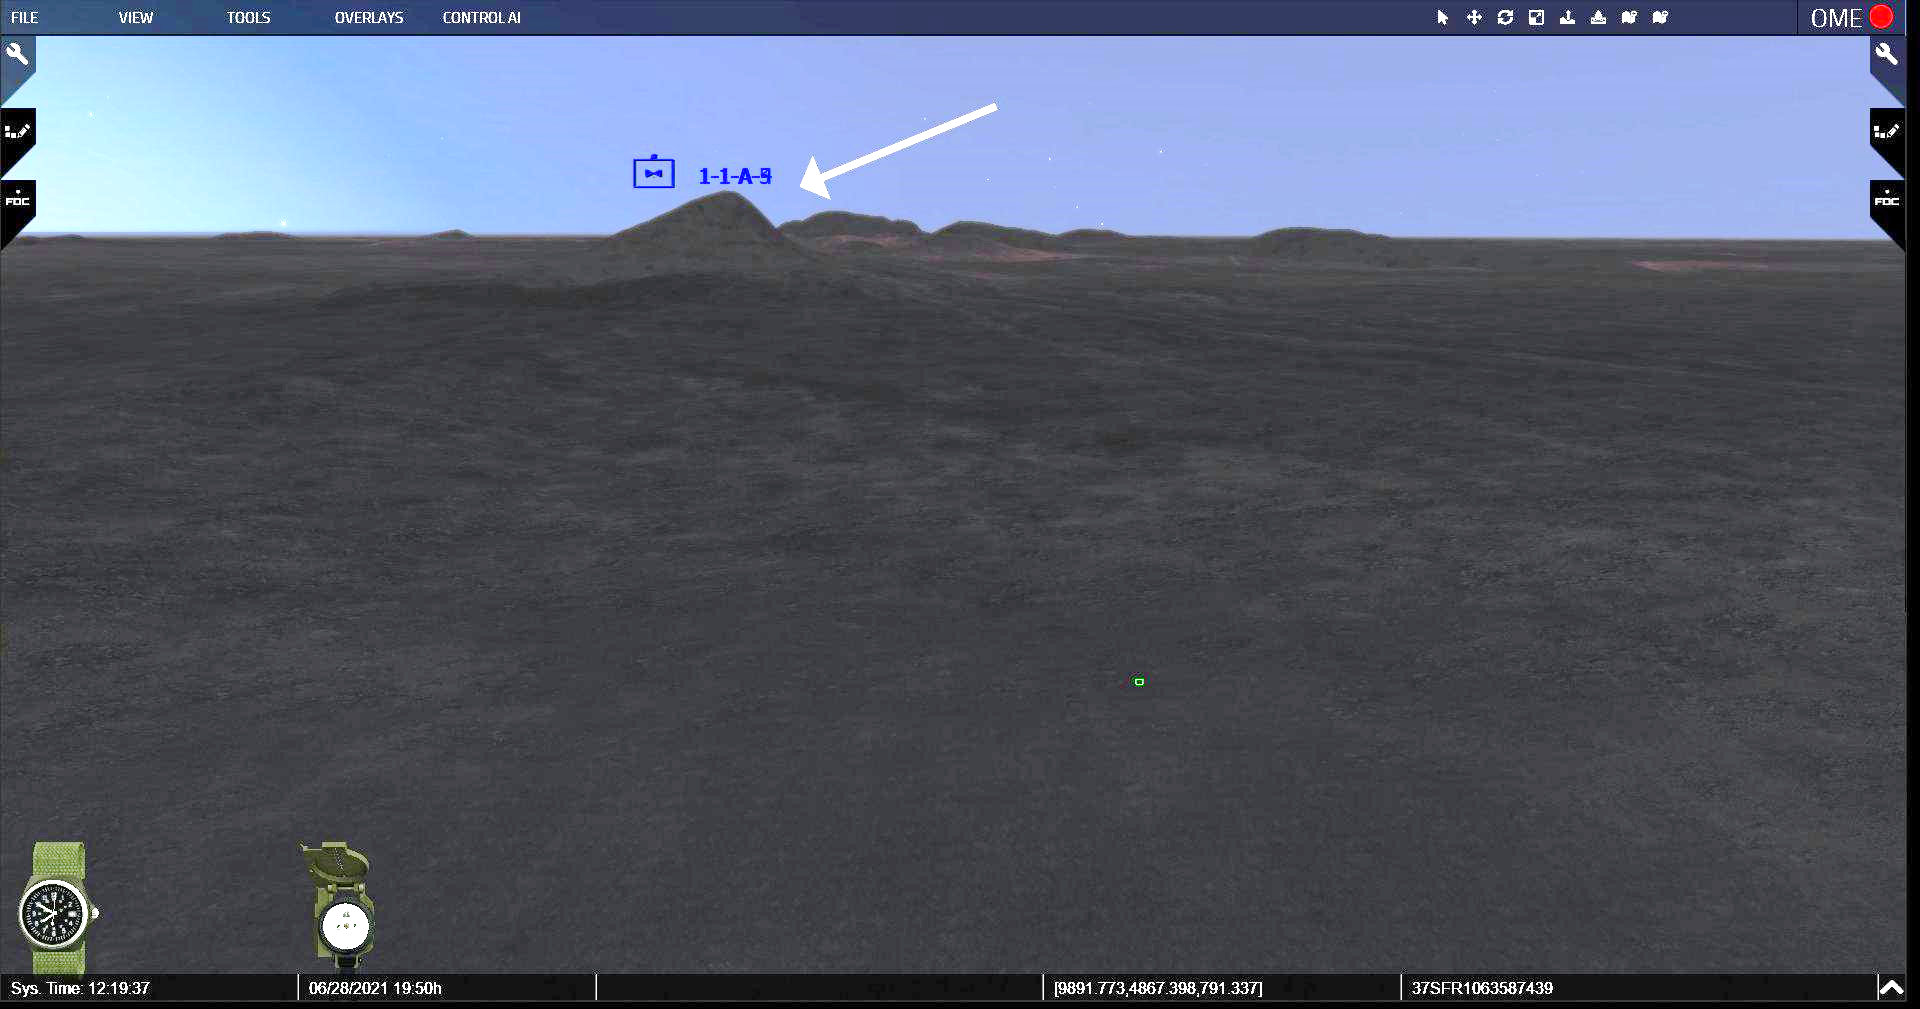 FILE VIEW TOOLS OVERLAYS CONTROL AI OME
FDC FDC
1-1-A-
Sys. Time: 12:19:37 06/28/2021 19:50h [9891.773,4867.398,791.337] 37SFR1063587439